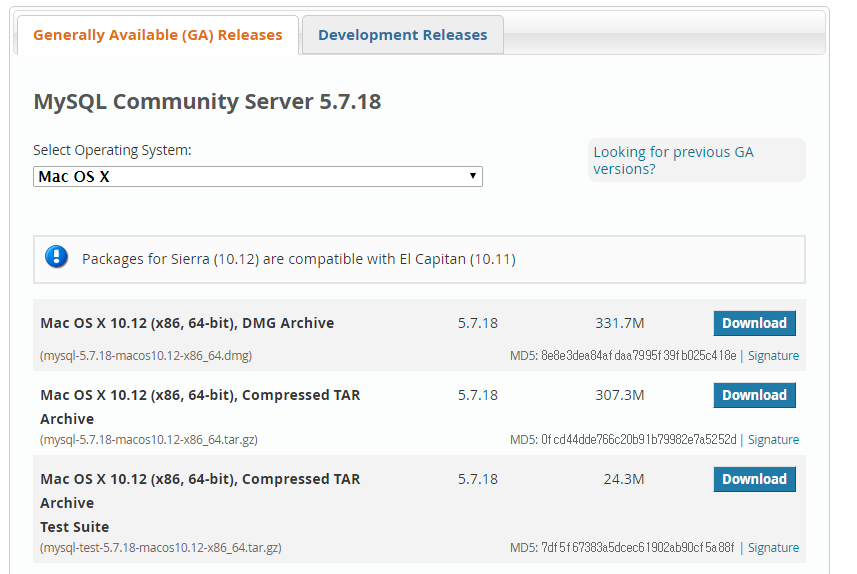 Generally Available (GA) Releases
Development Releases
MySQL Community Server 5.7.18
Select Operating System:
Mac OS X
Looking for previous GA
versions?
Packages for Sierra (10.12) are compatible with El Capitan (10.11)
Mac OS X 10.12 (x86, 64-bit), DMG Archive 5.7.18 331.7M Download
(mysql-5.7.18-macos10.12-x86_64.dmg) MD5: 8e8e3dea84afdaa7995f39fb025c418e | Signature
Mac OS X 10.12 (x86, 64-bit), Compressed TAR 5.7.18 307.3M Download
Archive
(mysql-5.7.18-macos10.12-x86_64.tar.gz) MD5: 0fcd44dde766c20b91b79982e7a5252d | Signature
Mac OS X 10.12 (x86, 64-bit), Compressed TAR 5.7.18 24.3M Download
Archive
Test Suite
(mysql-test-5.7.18-macos10.12-x86_64.tar.gz) MD5: 7df5f67383a5dcec61902ab90cf5a88f | Signature